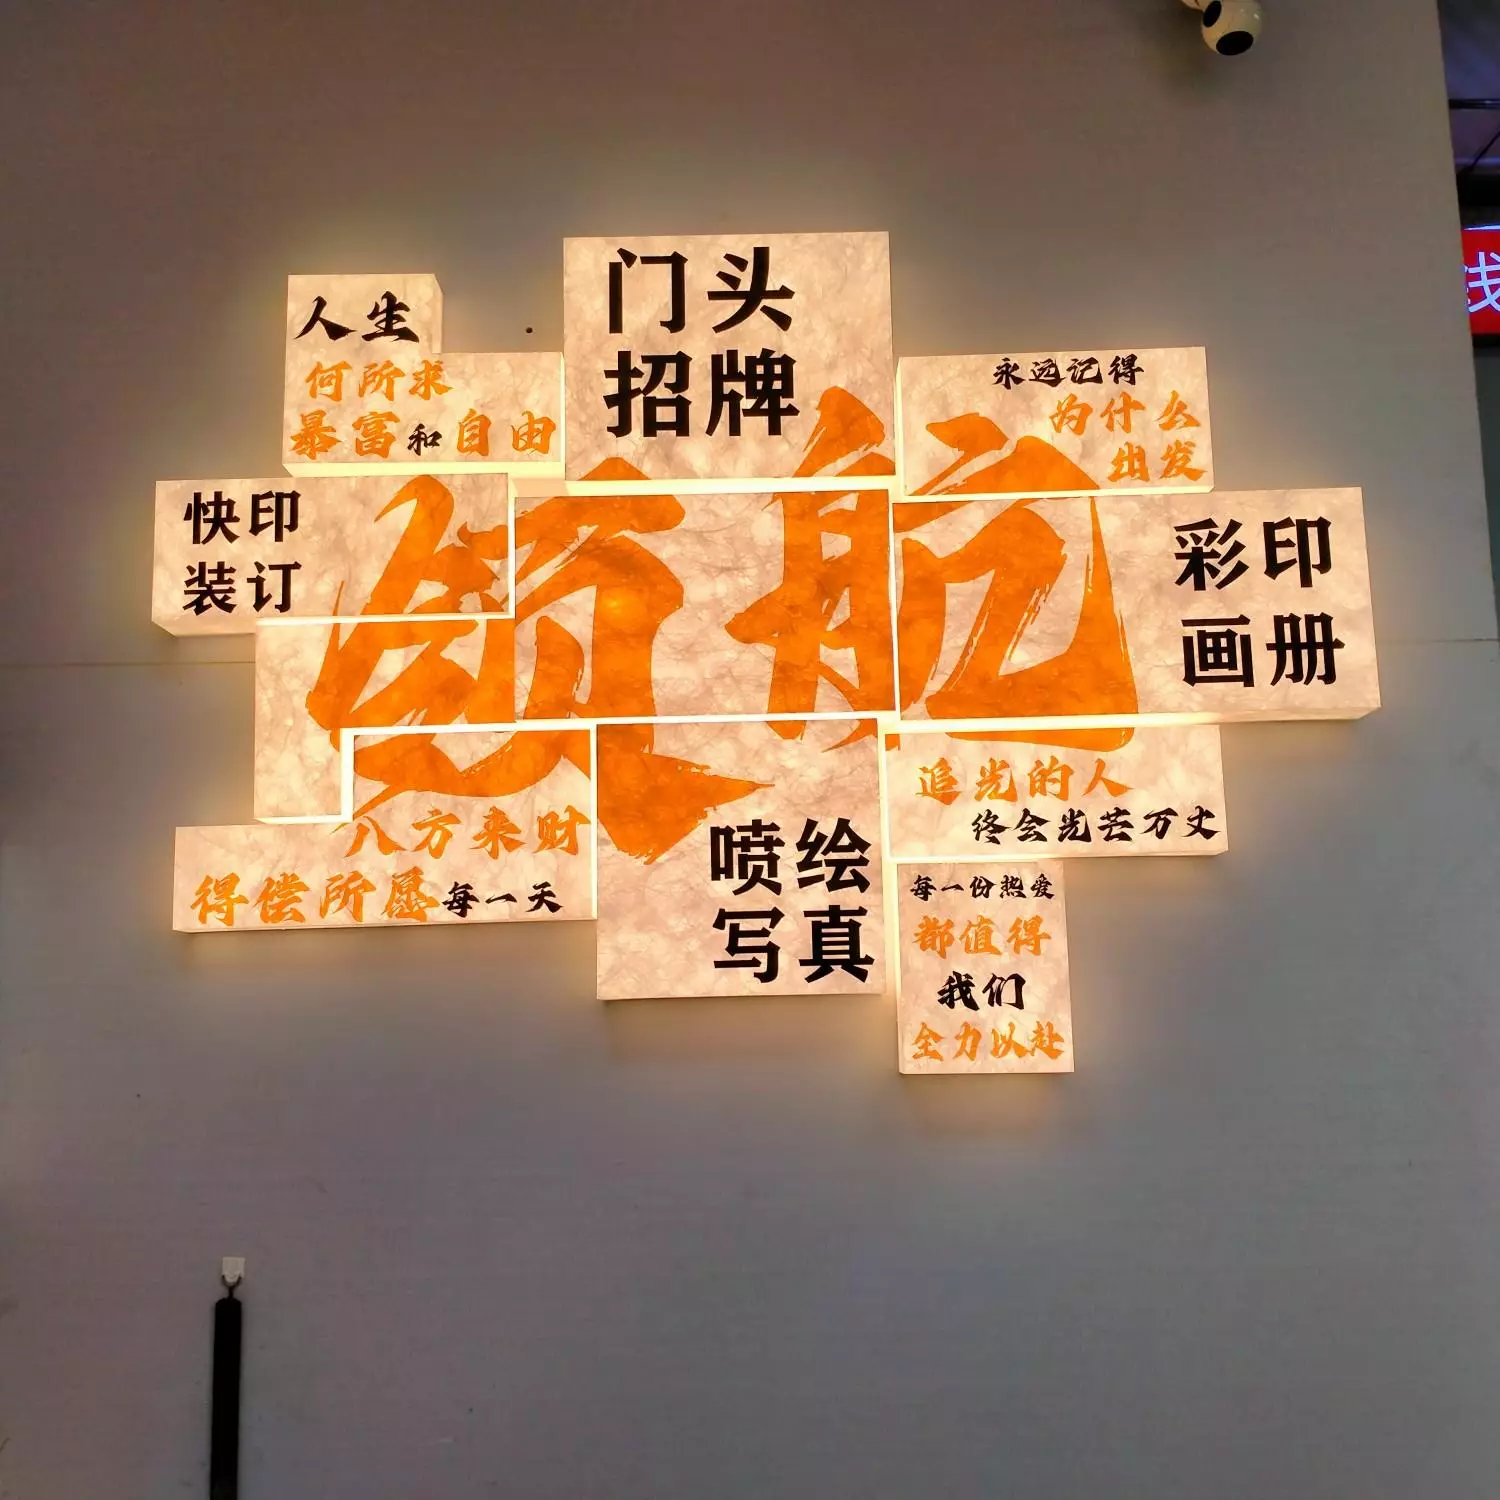 门头
招牌
人生
何所求
暴富和自由
永远记得
为什么
出发
快印
装订
领航
彩印
画册
追光的人
终会光芒万丈
八方来财
得偿所愿每一天
喷绘
写真
每一份热爱
都值得
我们
全力以赴